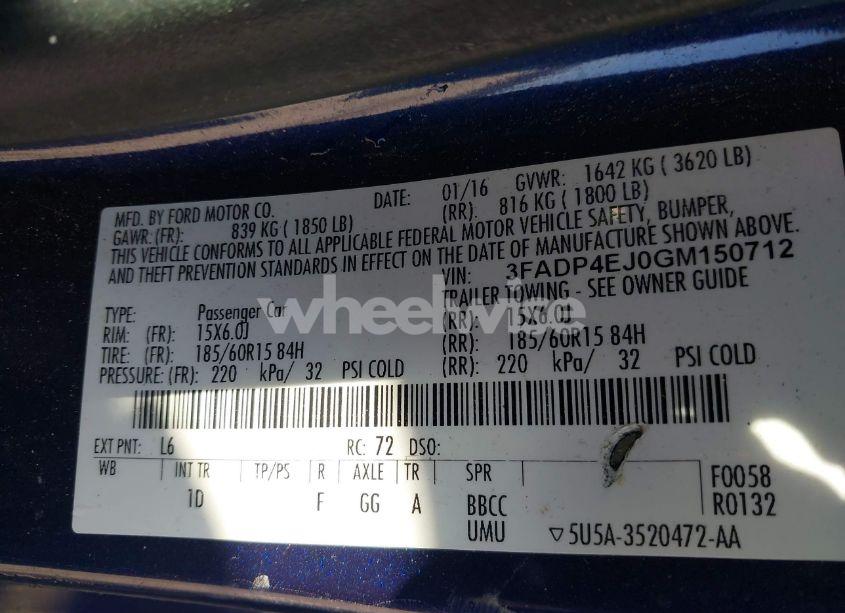 MFD. BY FORD MOTOR CO. DATE: 01/16 GVWR: 1642 KG ( 3620 LB)
GAWR: (FR): 839 KG ( 1850 LB) (RR): 816 KG ( 1800 LB)
THIS VEHICLE CONFORMS TO ALL APPLICABLE FEDERAL MOTOR VEHICLE SAFETY, BUMPER,
AND THEFT PREVENTION STANDARDS IN EFFECT ON THE DATE OF MANUFACTURE SHOWN ABOVE.
VIN: 3FADP4EJ0GM150712
TYPE: Passenger Car TRAILER TOWING - SEE OWNER GUIDE
RIM: (FR): 15X6.0J (RR): 15X6.0J
TIRE: (FR): 185/60R15 84H (RR): 185/60R15 84H
PRESSURE: (FR): 220 kPa/ 32 PSI COLD (RR): 220 kPa/ 32 PSI COLD
wheelwise
EXT PNT: L6 RC: 72 DSO:
WB INT TR TP/PS R AXLE TR SPR F0058
1D F GG A BBCC R0132
UMU ▽5U5A-3520472-AA